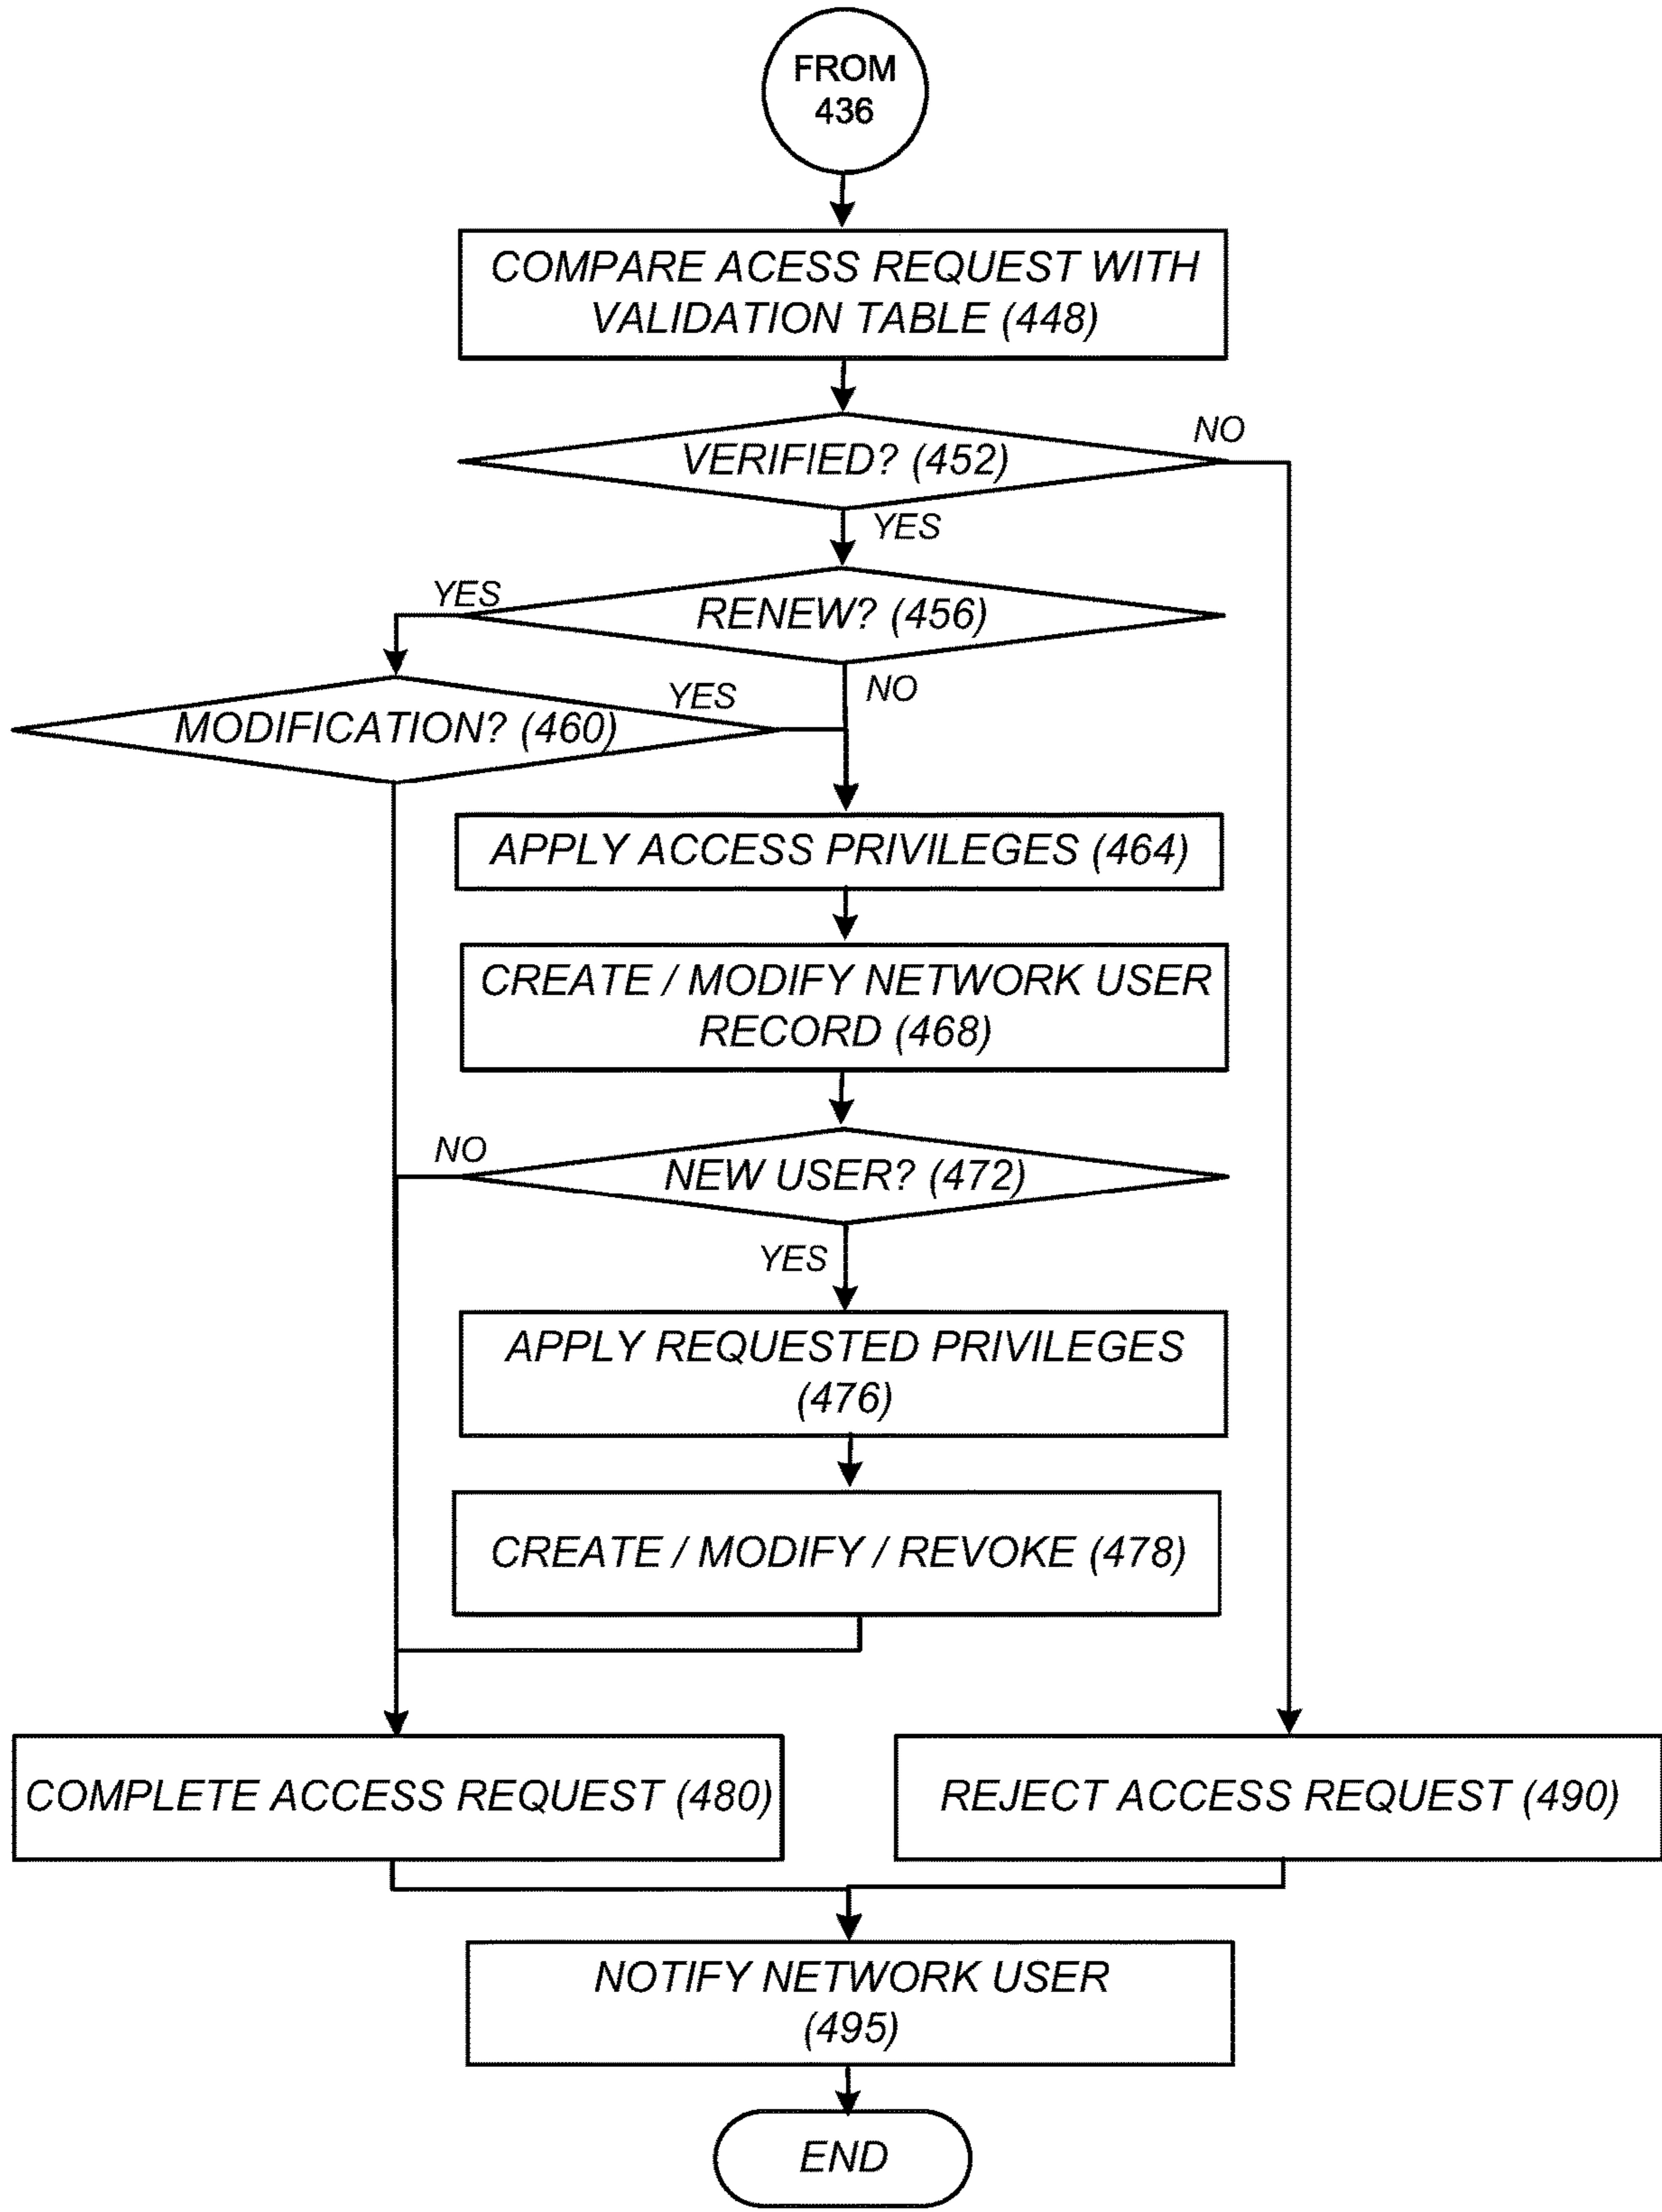 FROM
436
COMPARE ACESS REQUEST WITH
VALIDATION TABLE (448)
NO
VERIFIED? (452)
YES
YES
RENEW? (456)
NO
YES
MODIFICATION? (460)
APPLY ACCESS PRIVILEGES (464)
CREATE / MODIFY NETWORK USER
RECORD (468)
NO
NEW USER? (472)
YES
APPLY REQUESTED PRIVILEGES
(476)
CREATE / MODIFY / REVOKE (478)
COMPLETE ACCESS REQUEST (480)
REJECT ACCESS REQUEST (490)
NOTIFY NETWORK USER
(495)
END